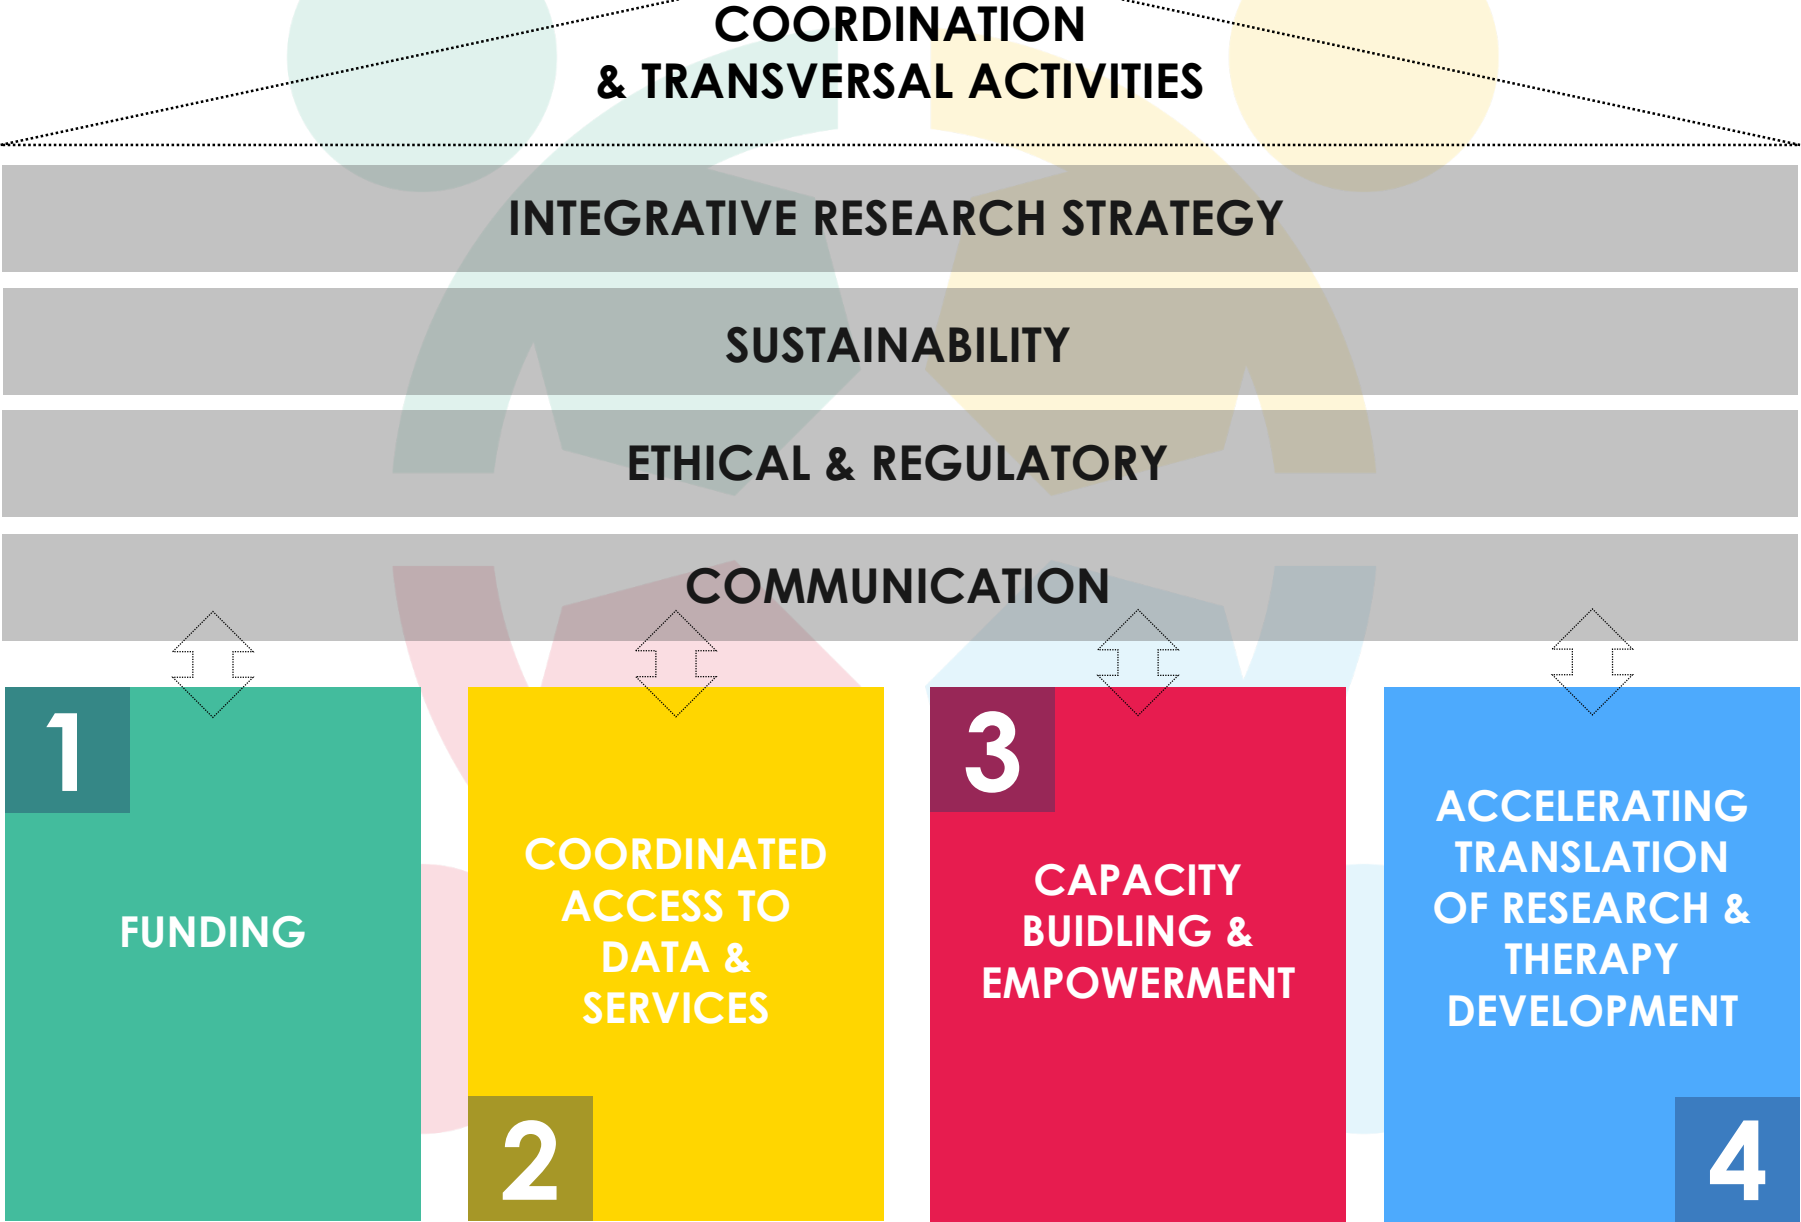 COORDINATION
& TRANSVERSAL ACTIVITIES
INTEGRATIVE RESEARCH STRATEGY
SUSTAINABILITY
ETHICAL & REGULATORY
COMMUNICATION
1
FUNDING
COORDINATED
ACCESS TO
DATA &
SERVICES
2
3
CAPACITY
BUIDLING &
EMPOWERMENT
ACCELERATING
TRANSLATION
OF RESEARCH &
THERAPY
DEVELOPMENT
4